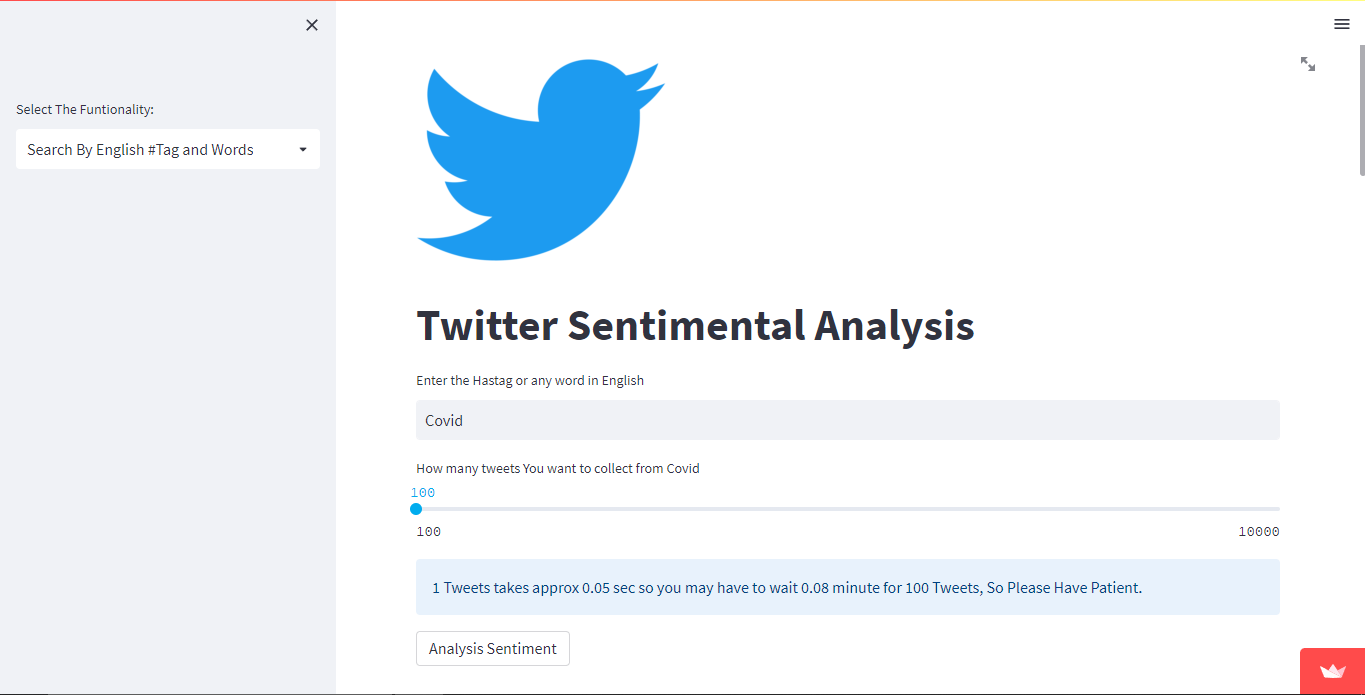 Select The Funtionality:
Search By English #Tag and Words
Twitter Sentimental Analysis
Enter the Hastag or any word in English
Covid
How many tweets You want to collect from Covid
100
100 10000
1 Tweets takes approx 0.05 sec so you may have to wait 0.08 minute for 100 Tweets, So Please Have Patient.
Analysis Sentiment